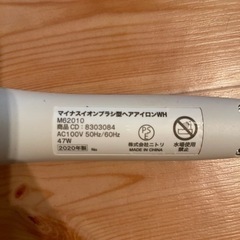 マイナスイオンブラシ型ヘアアイロンWH
M62010
商品CD：8303084
AC100V 50Hz/60Hz
47W
2020年製 No
PSE
株式会社ニトリ
MADE IN CHINA
水場使用
禁止